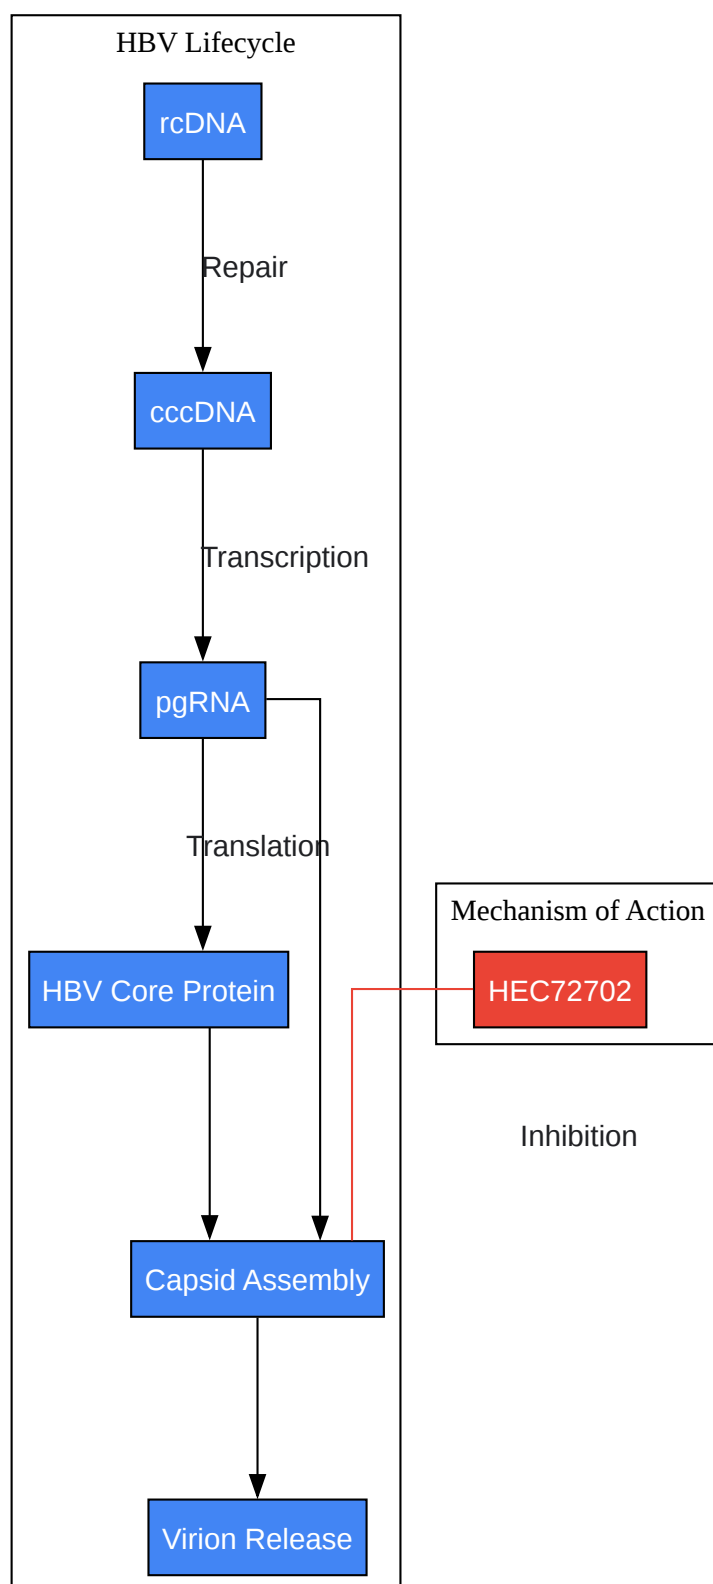 HBV Lifecycle
rcDNA
Repair
cccDNA
Transcription
pgRNA
Translation
HBV Core Protein
Mechanism of Action
HEC72702
Inhibition
Capsid Assembly
Virion Release